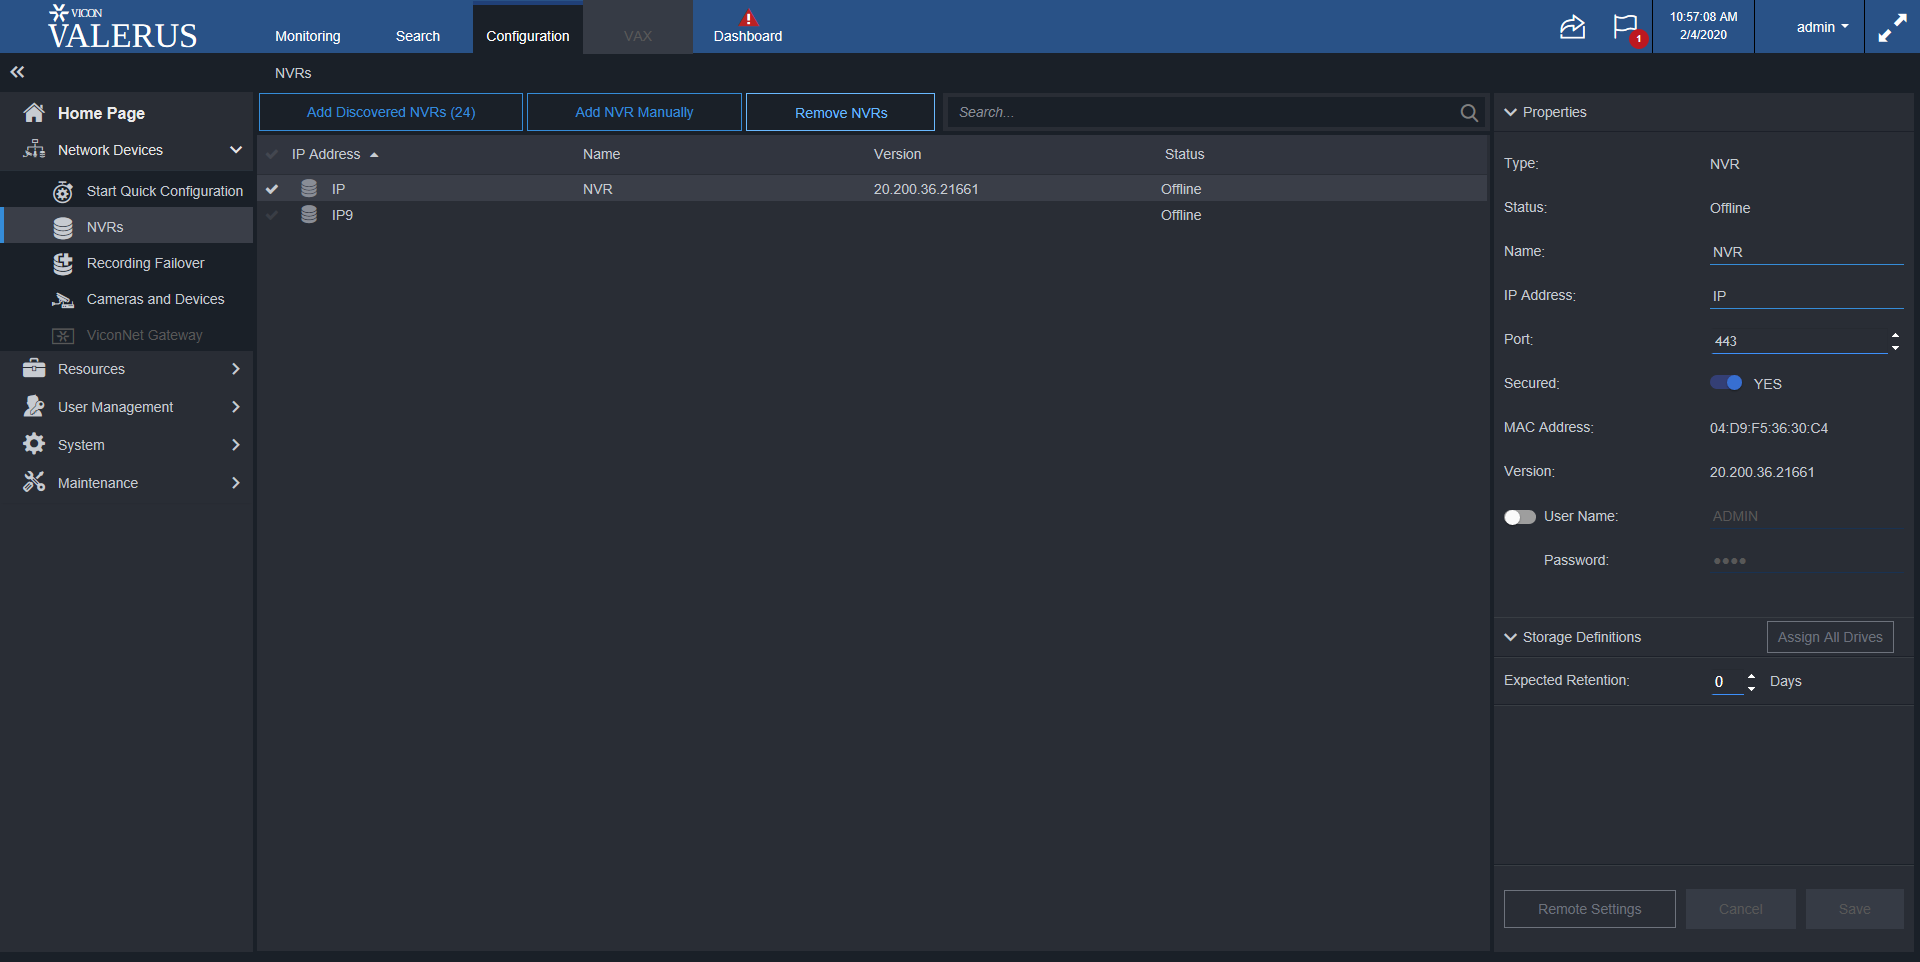 VICON
VALERUS
Monitoring
Search
Configuration
VAX
Dashboard
1
10:57:08 AM
2/4/2020
admin
NVRs
Home Page
Network Devices
Start Quick Configuration
NVRs
Recording Failover
Cameras and Devices
ViconNet Gateway
Resources
User Management
System
Maintenance
Add Discovered NVRs (24)
Add NVR Manually
Remove NVRs
Search...
IP Address Name Version Status
IP NVR 20.200.36.21661 Offline
IP9 Offline
Properties
Type: NVR
Status: Offline
Name: NVR
IP Address: IP
Port: 443
Secured: YES
MAC Address: 04:D9:F5:36:30:C4
Version: 20.200.36.21661
User Name: ADMIN
Password: ●●●●
Storage Definitions
Assign All Drives
Expected Retention: 0 Days
Remote Settings
Cancel
Save